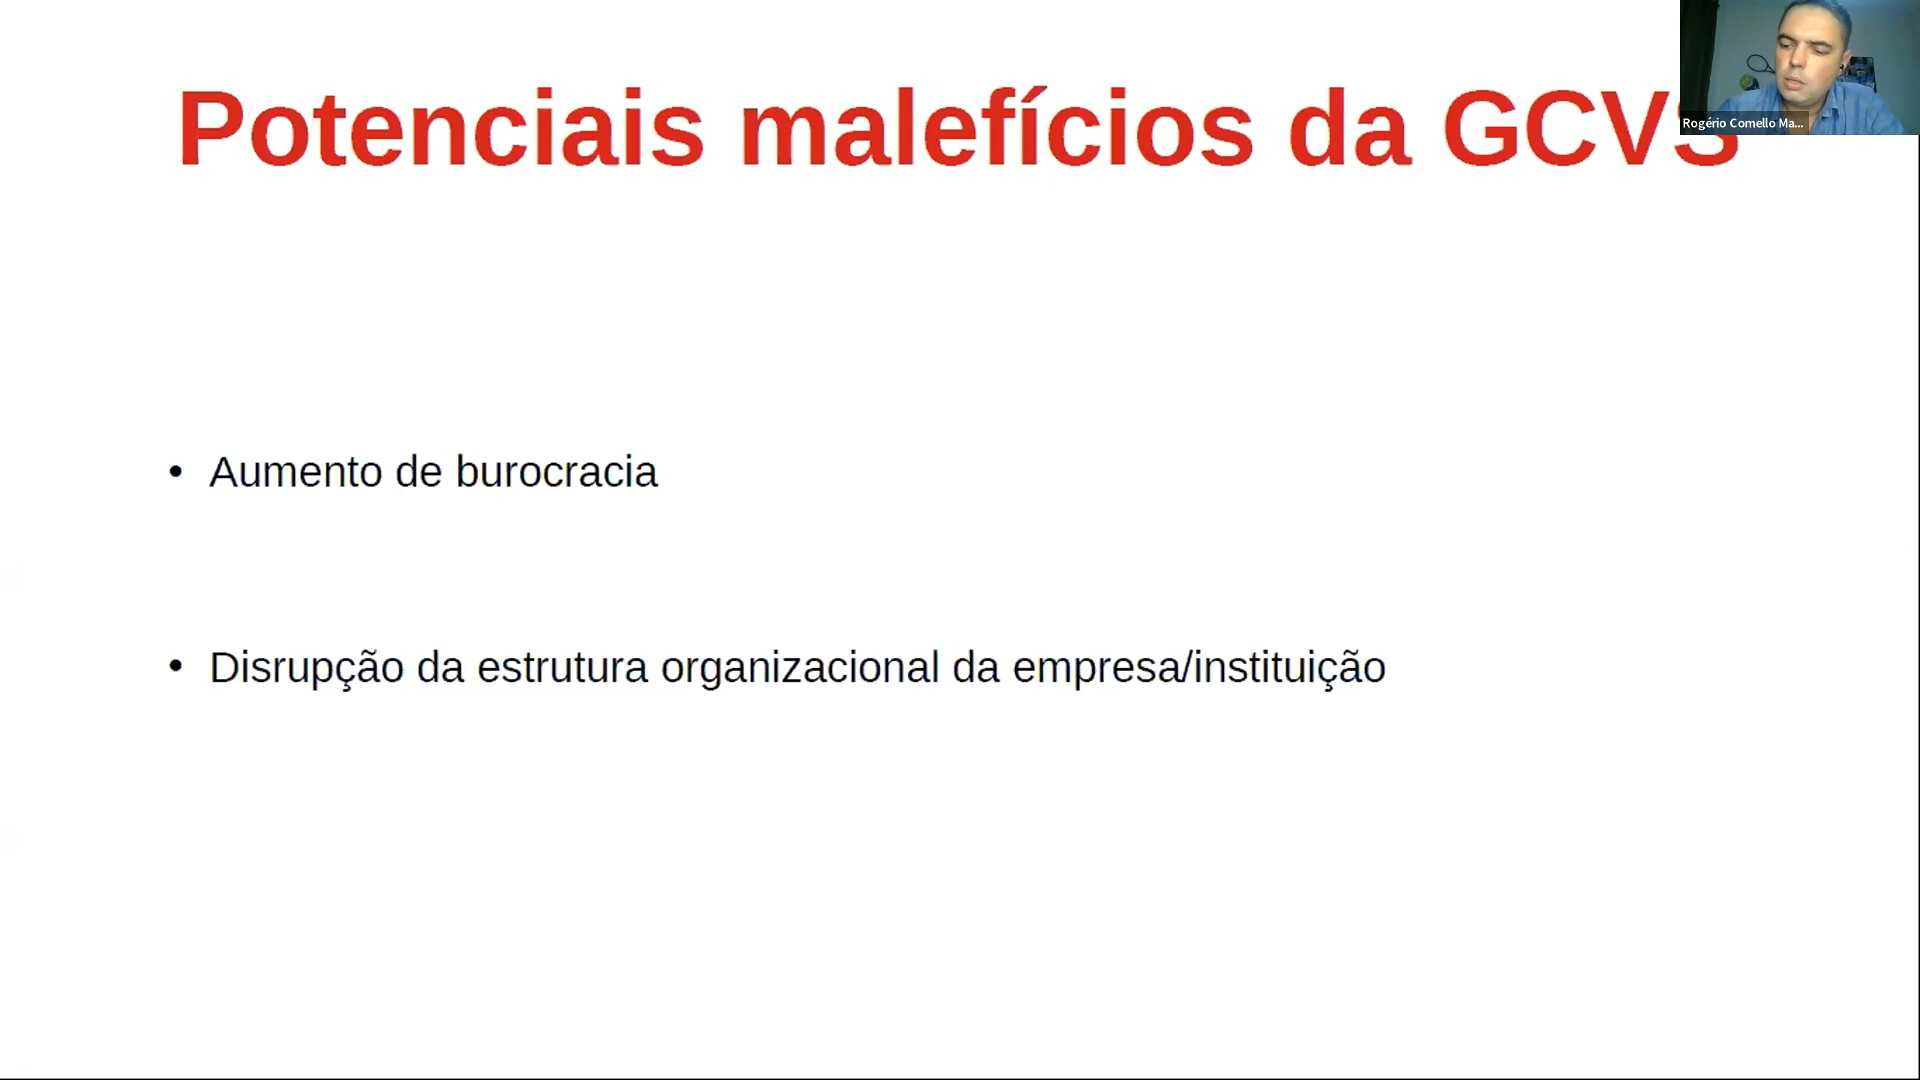 Potenciais malefícios da GCVS
Rogério Comello Ma...
• Aumento de burocracia
• Disrupção da estrutura organizacional da empresa/instituição